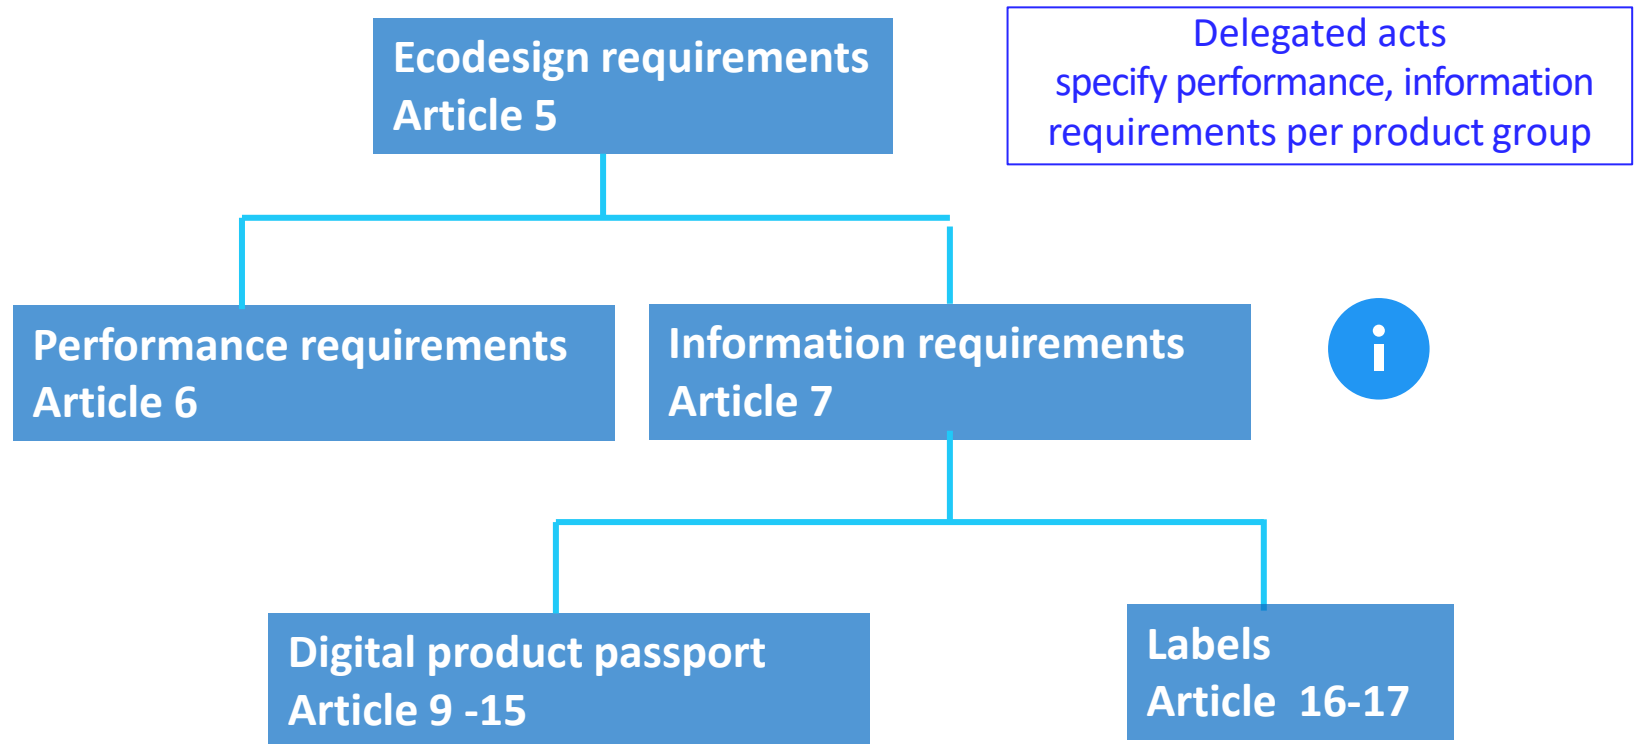 Ecodesign requirements
Article 5
Delegated acts
specify performance, information
requirements per product group
Performance requirements
Article 6
Information requirements
Article 7
i
Digital product passport
Article 9 -15
Labels
Article  16-17